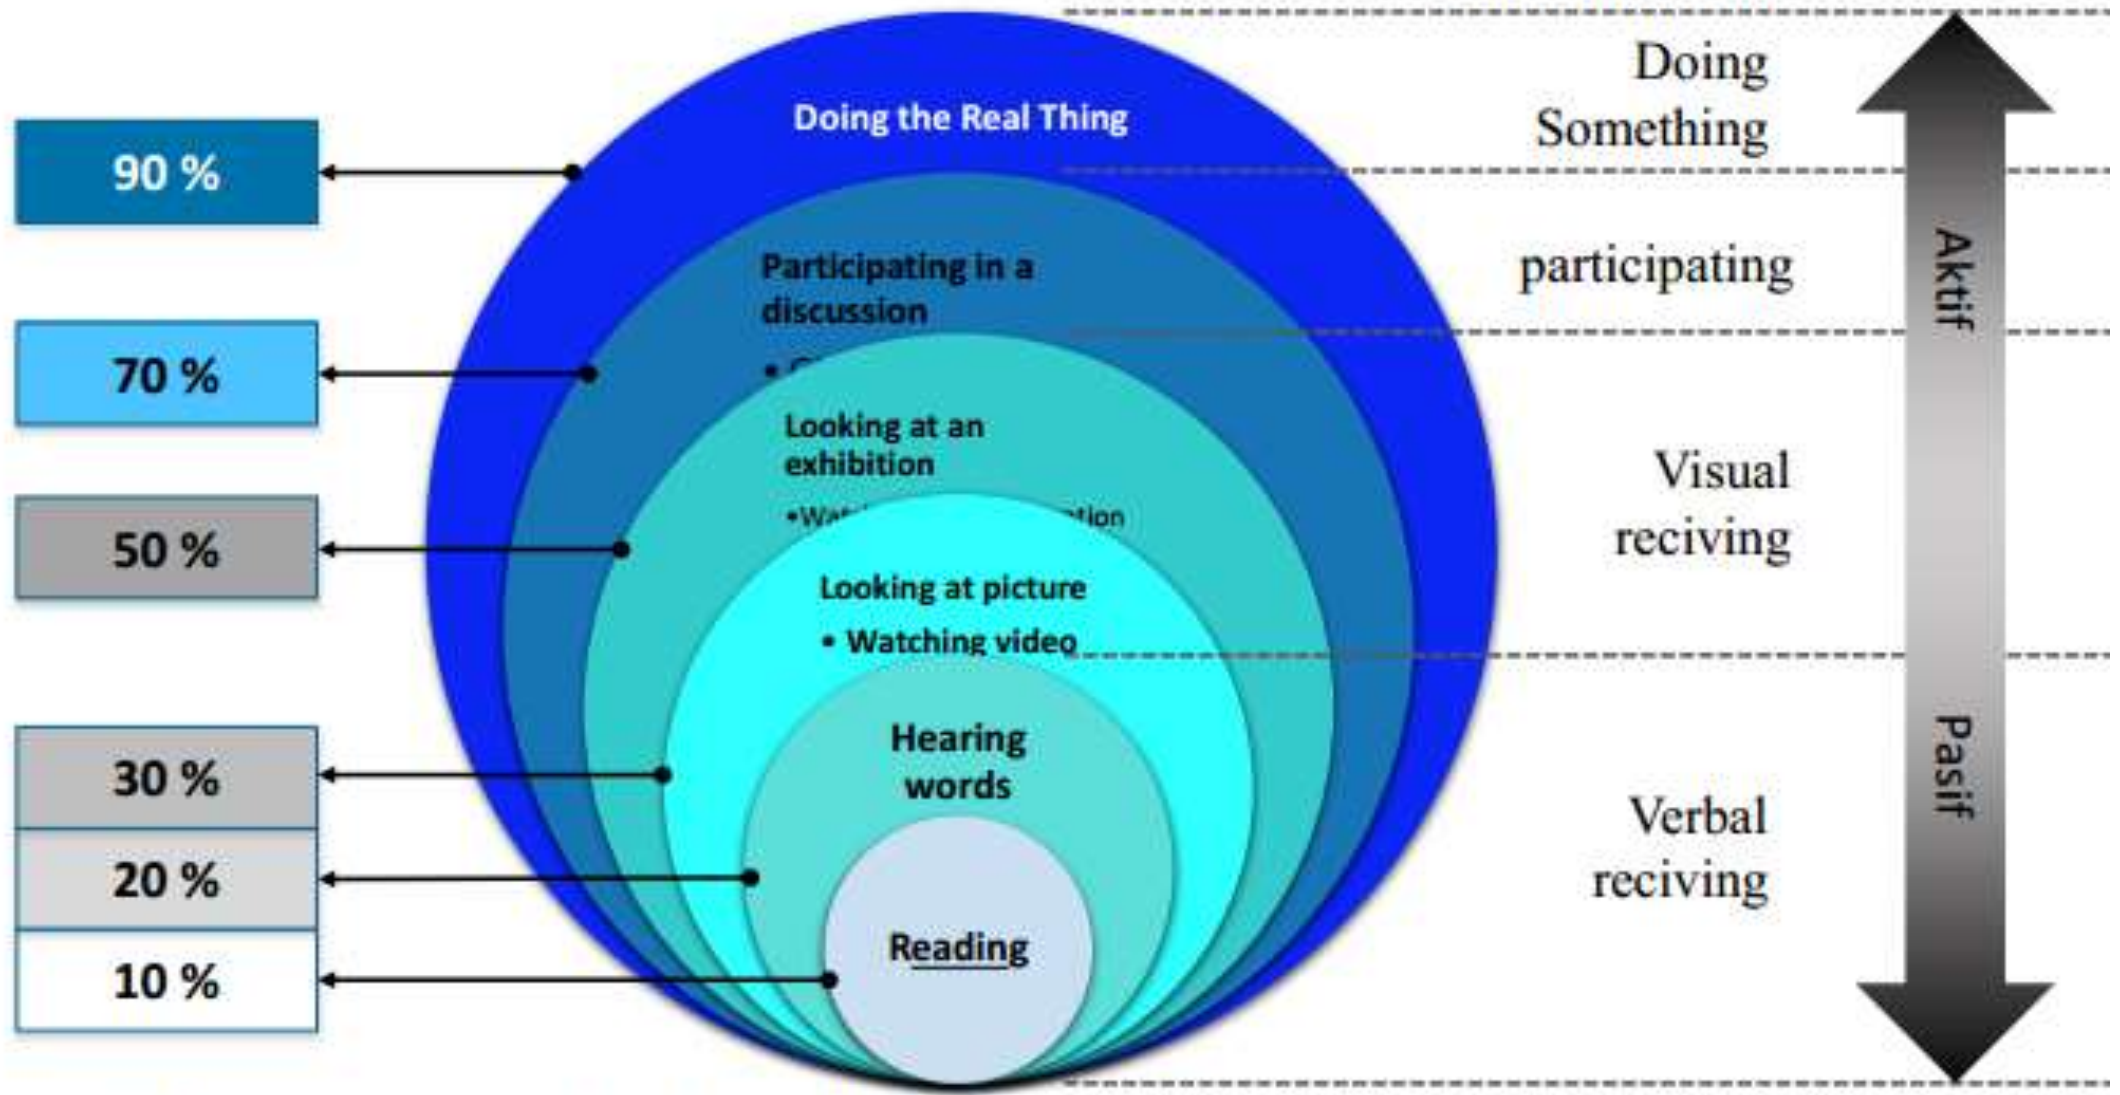 90 %
70 %
50 %
30 %
20 %
10 %
Doing the Real Thing
Participating in a
discussion
•
Looking at an
exhibition
•
Looking at picture
• Watching video
Hearing
words
Reading
Doing
Something
participating
Visual
reciving
Verbal
reciving
Aktif
Pasif